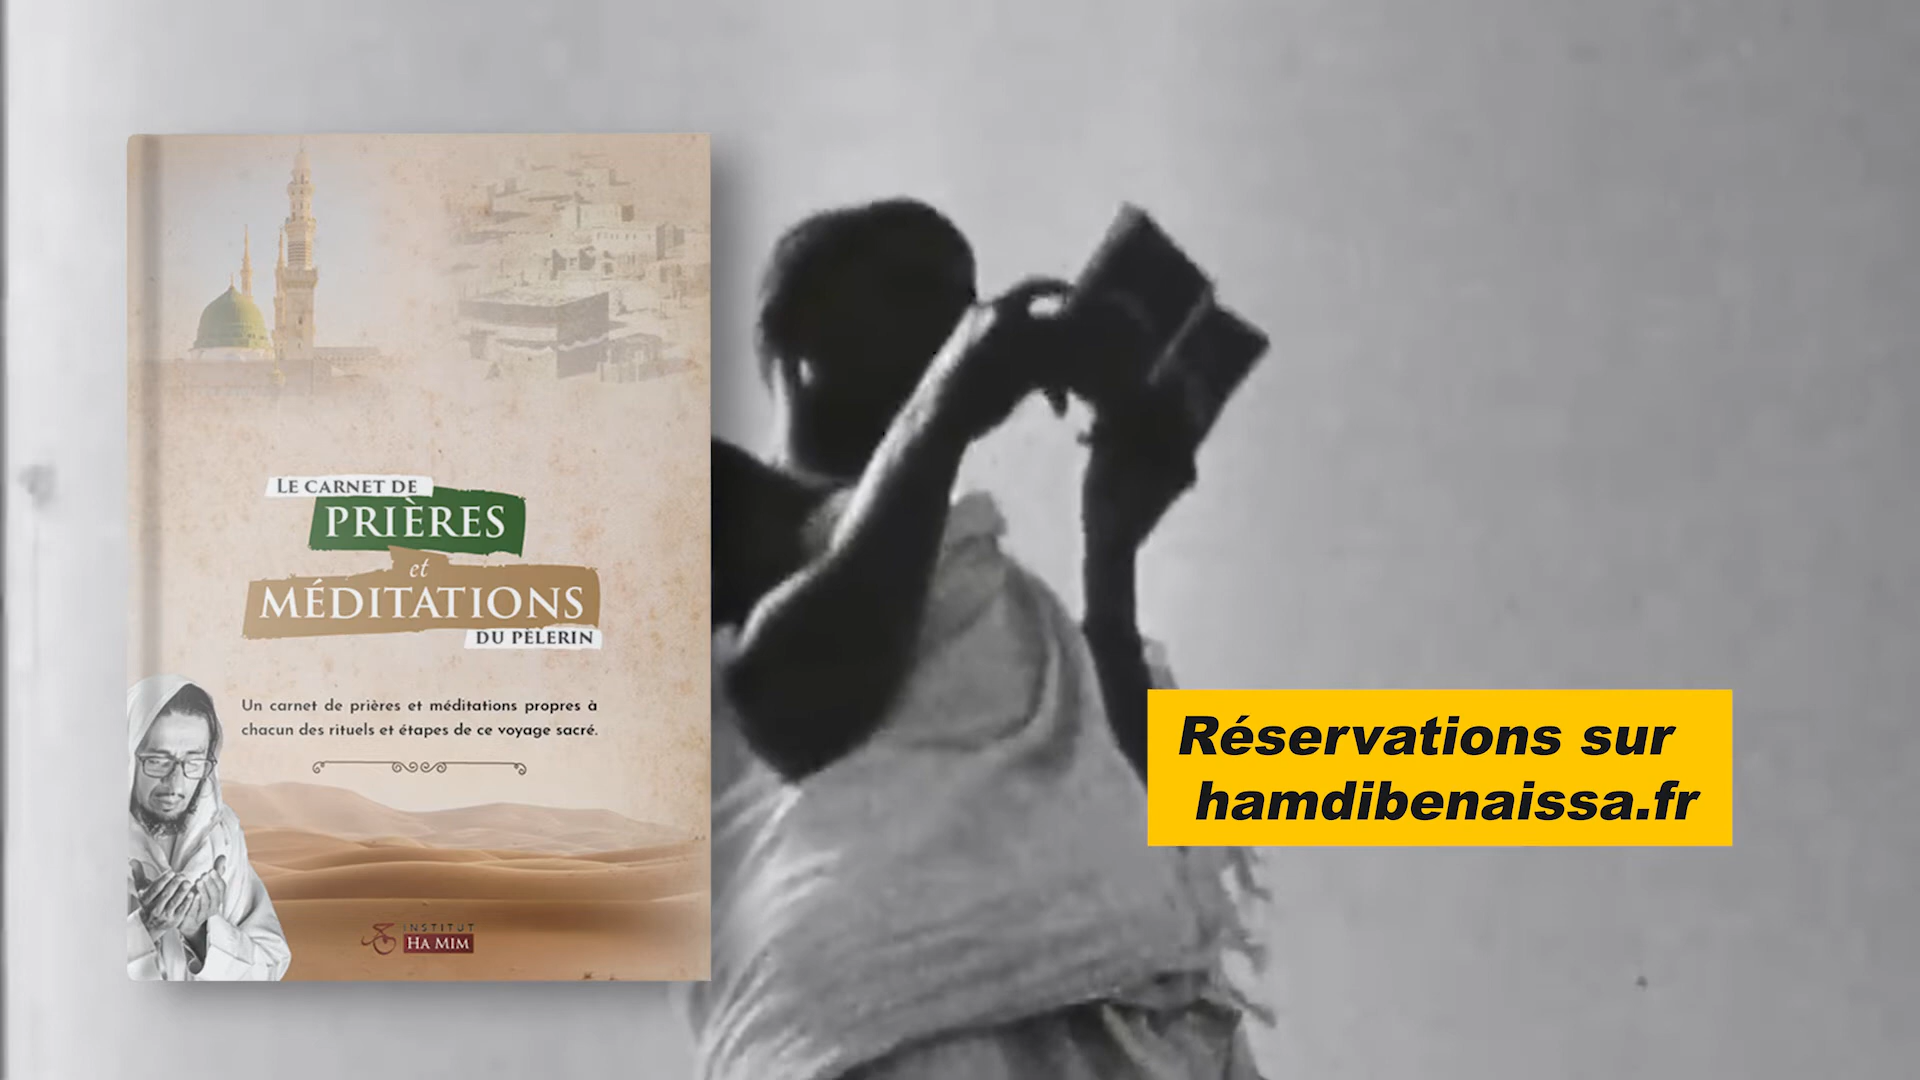 LE CARNET DE
PRIÈRES
et
MÉDITATIONS
DU PÈLERIN
Un carnet de prières et méditations propres à
chacun des rituels et étapes de ce voyage sacré.
INSTITUT
HA MIM
Réservations sur
hamdibenaissa.fr